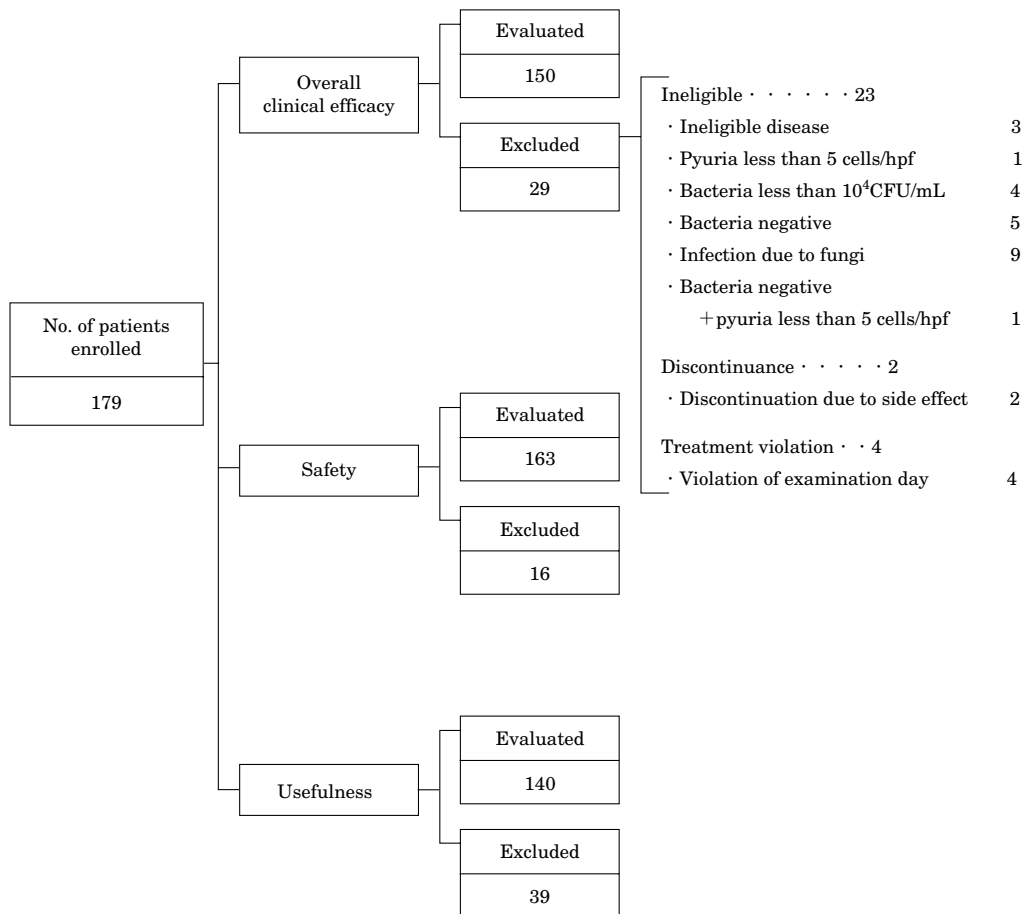 No. of patients
enrolled
179
Overall
clinical efficacy
Evaluated
150
Excluded
29
Ineligible · · · · · · 23
· Ineligible disease 3
· Pyuria less than 5 cells/hpf 1
· Bacteria less than 10⁴CFU/mL 4
· Bacteria negative 5
· Infection due to fungi 9
· Bacteria negative
+pyuria less than 5 cells/hpf 1
Discontinuance · · · · · 2
· Discontinuation due to side effect 2
Treatment violation · · 4
· Violation of examination day 4
Safety
Evaluated
163
Excluded
16
Usefulness
Evaluated
140
Excluded
39